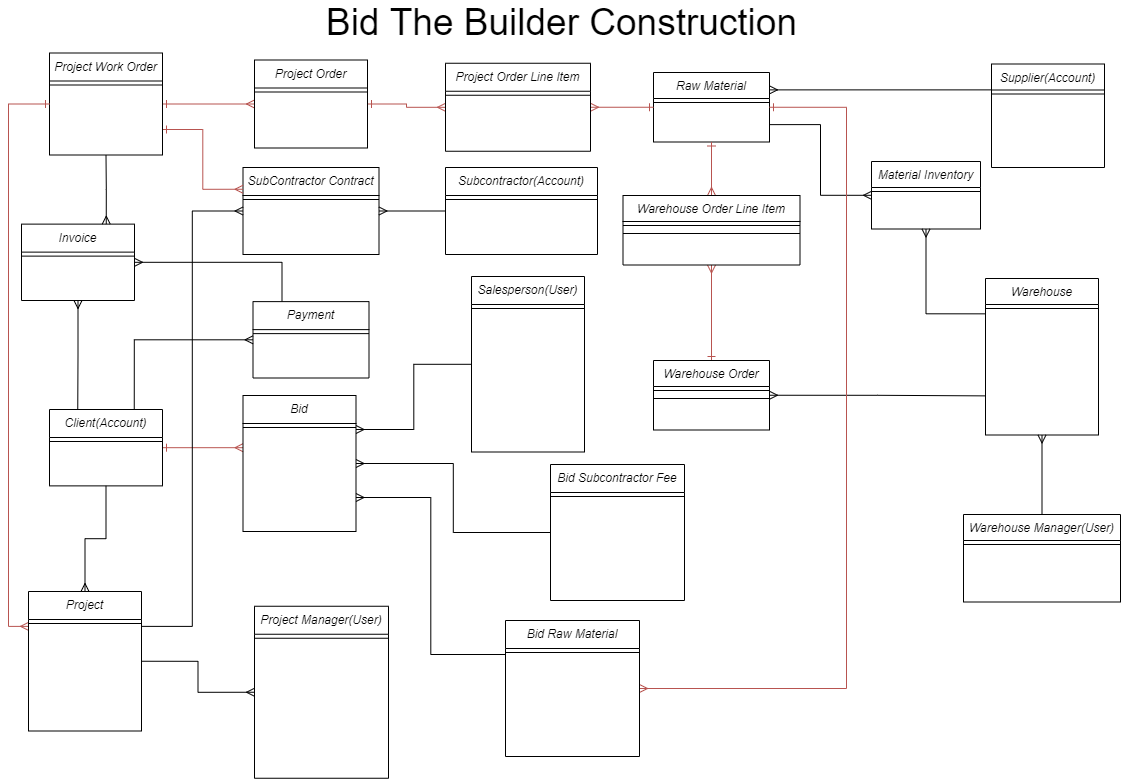 Bid The Builder Construction
Project Work Order
Project Order
Project Order Line Item
Raw Material
Supplier(Account)
SubContractor Contract
Subcontractor(Account)
Material Inventory
Warehouse Order Line Item
Invoice
Salesperson(User)
Warehouse
Payment
Warehouse Order
Client(Account)
Bid
Bid Subcontractor Fee
Warehouse Manager(User)
Project
Project Manager(User)
Bid Raw Material